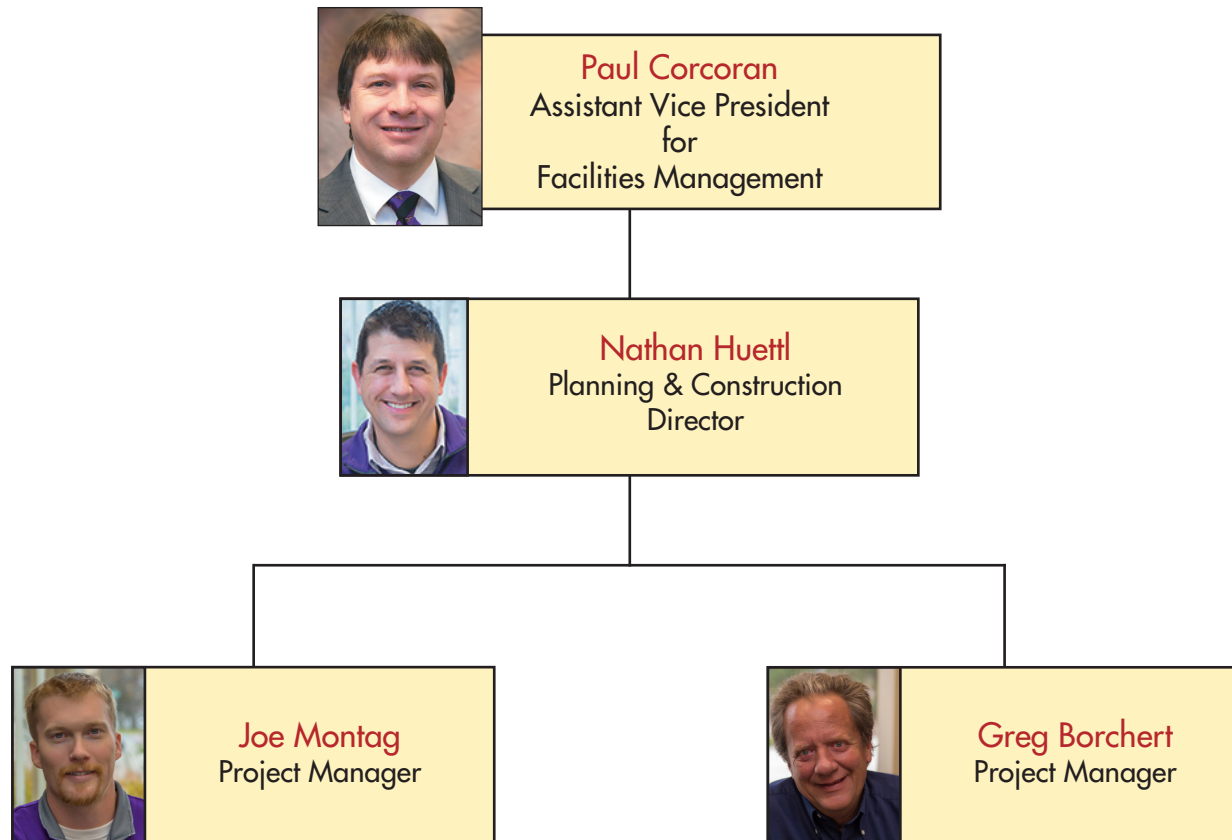 Paul Corcoran
Assistant Vice President
for
Facilities Management
Nathan Huettl
Planning & Construction
Director
Joe Montag
Project Manager
Greg Borchert
Project Manager